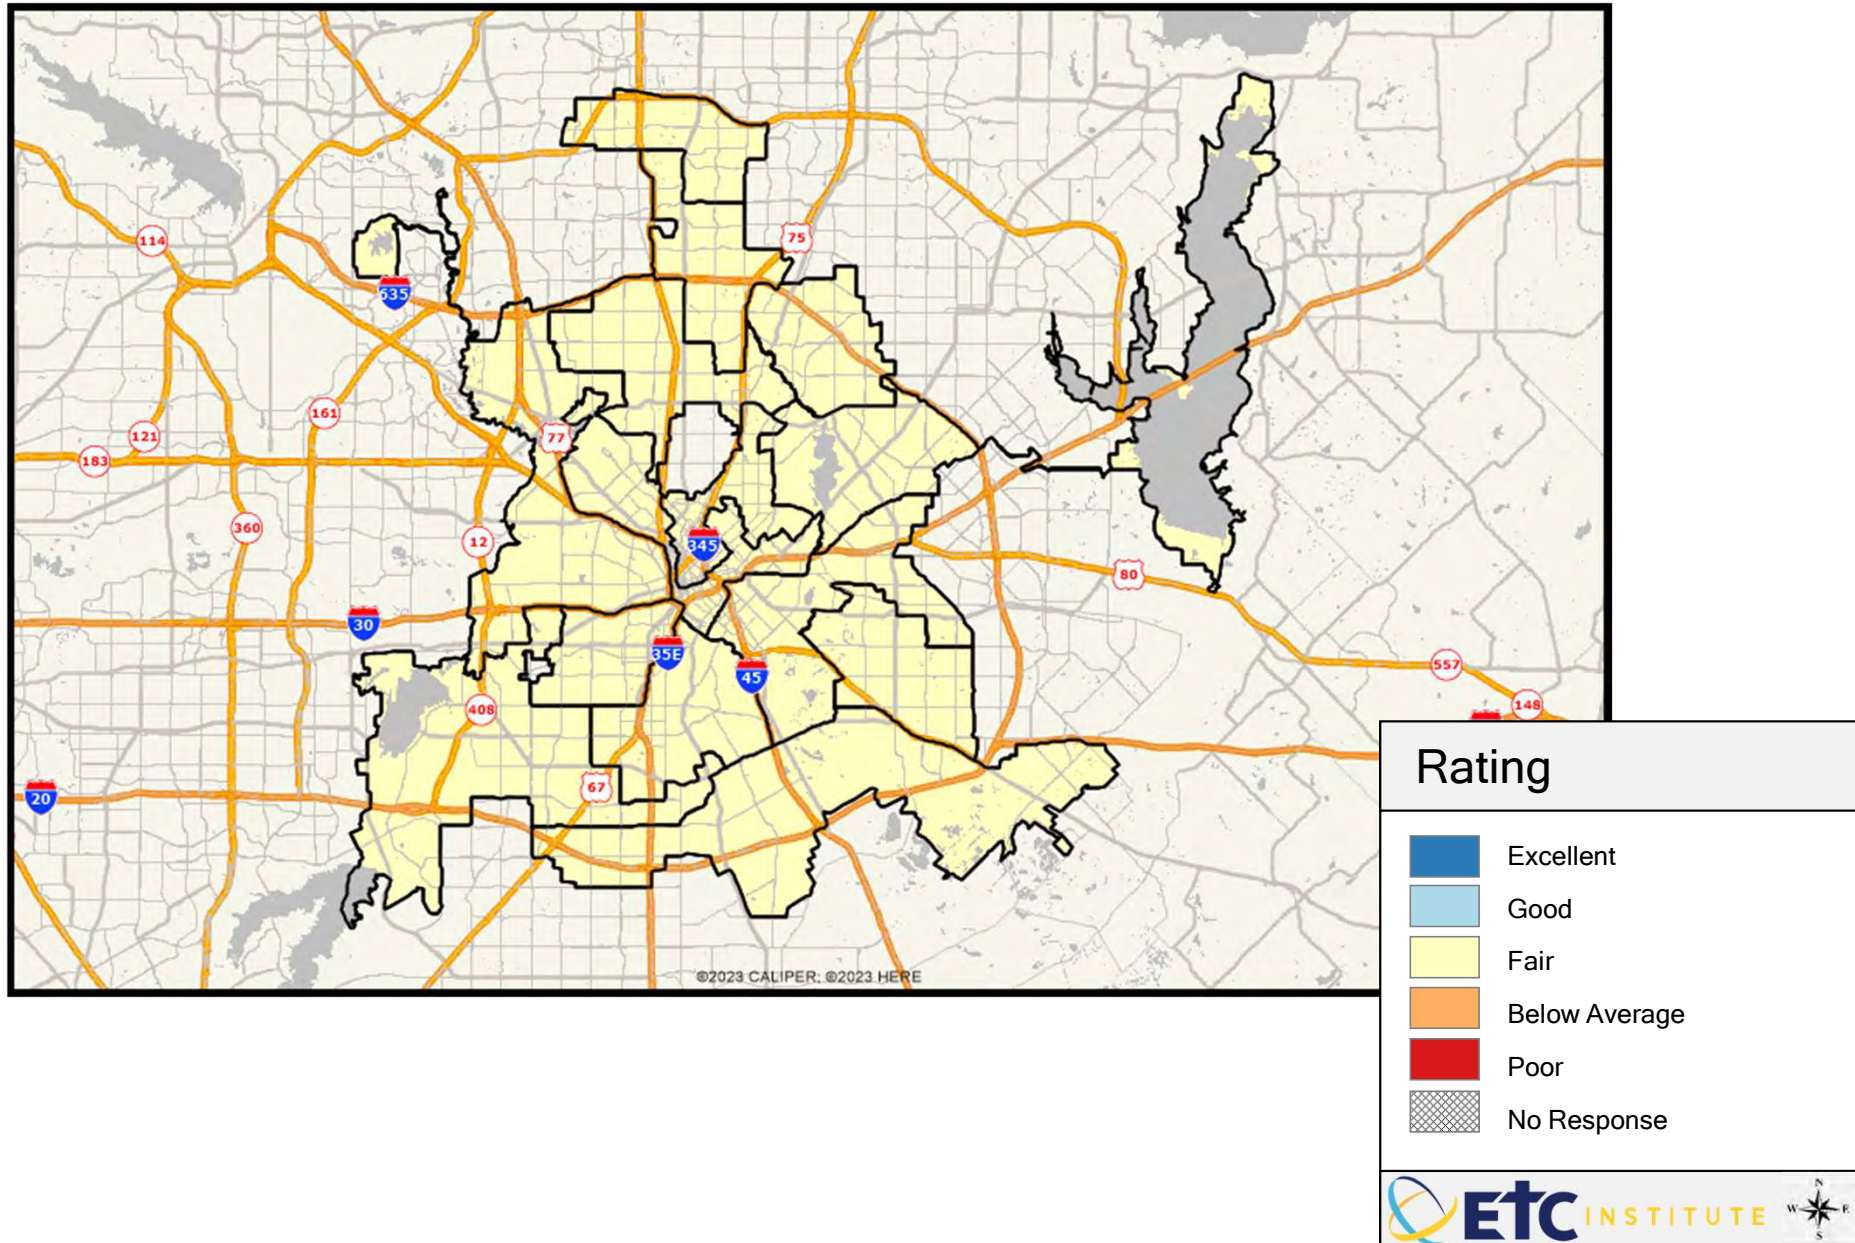 75
114
635
161
121
77
183
360
12
345
80
30
35E
45
557
408
148
67
20
©2023 CALIPER; ©2023 HERE
Rating
Excellent
Good
Fair
Below Average
Poor
No Response
ETC INSTITUTE
N
W E
S